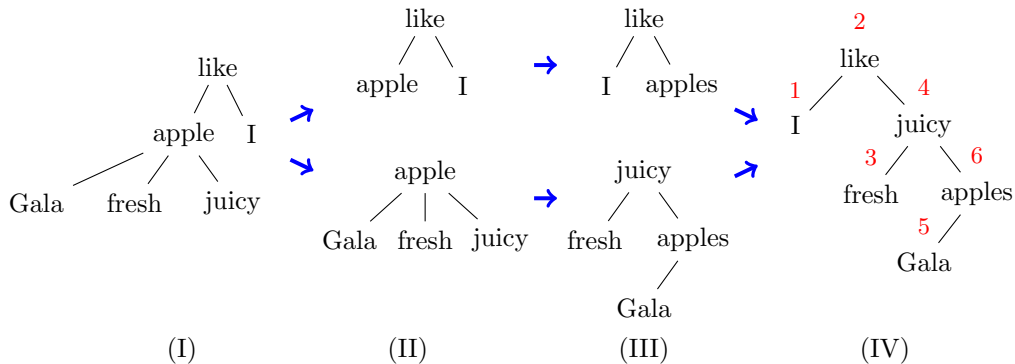 like
apple I
Gala fresh juicy
(I)
like
apple I
apple
Gala fresh juicy
(II)
like
I apples
juicy
fresh apples
Gala
(III)
2
like
1 4
I juicy
3 6
fresh apples
5
Gala
(IV)